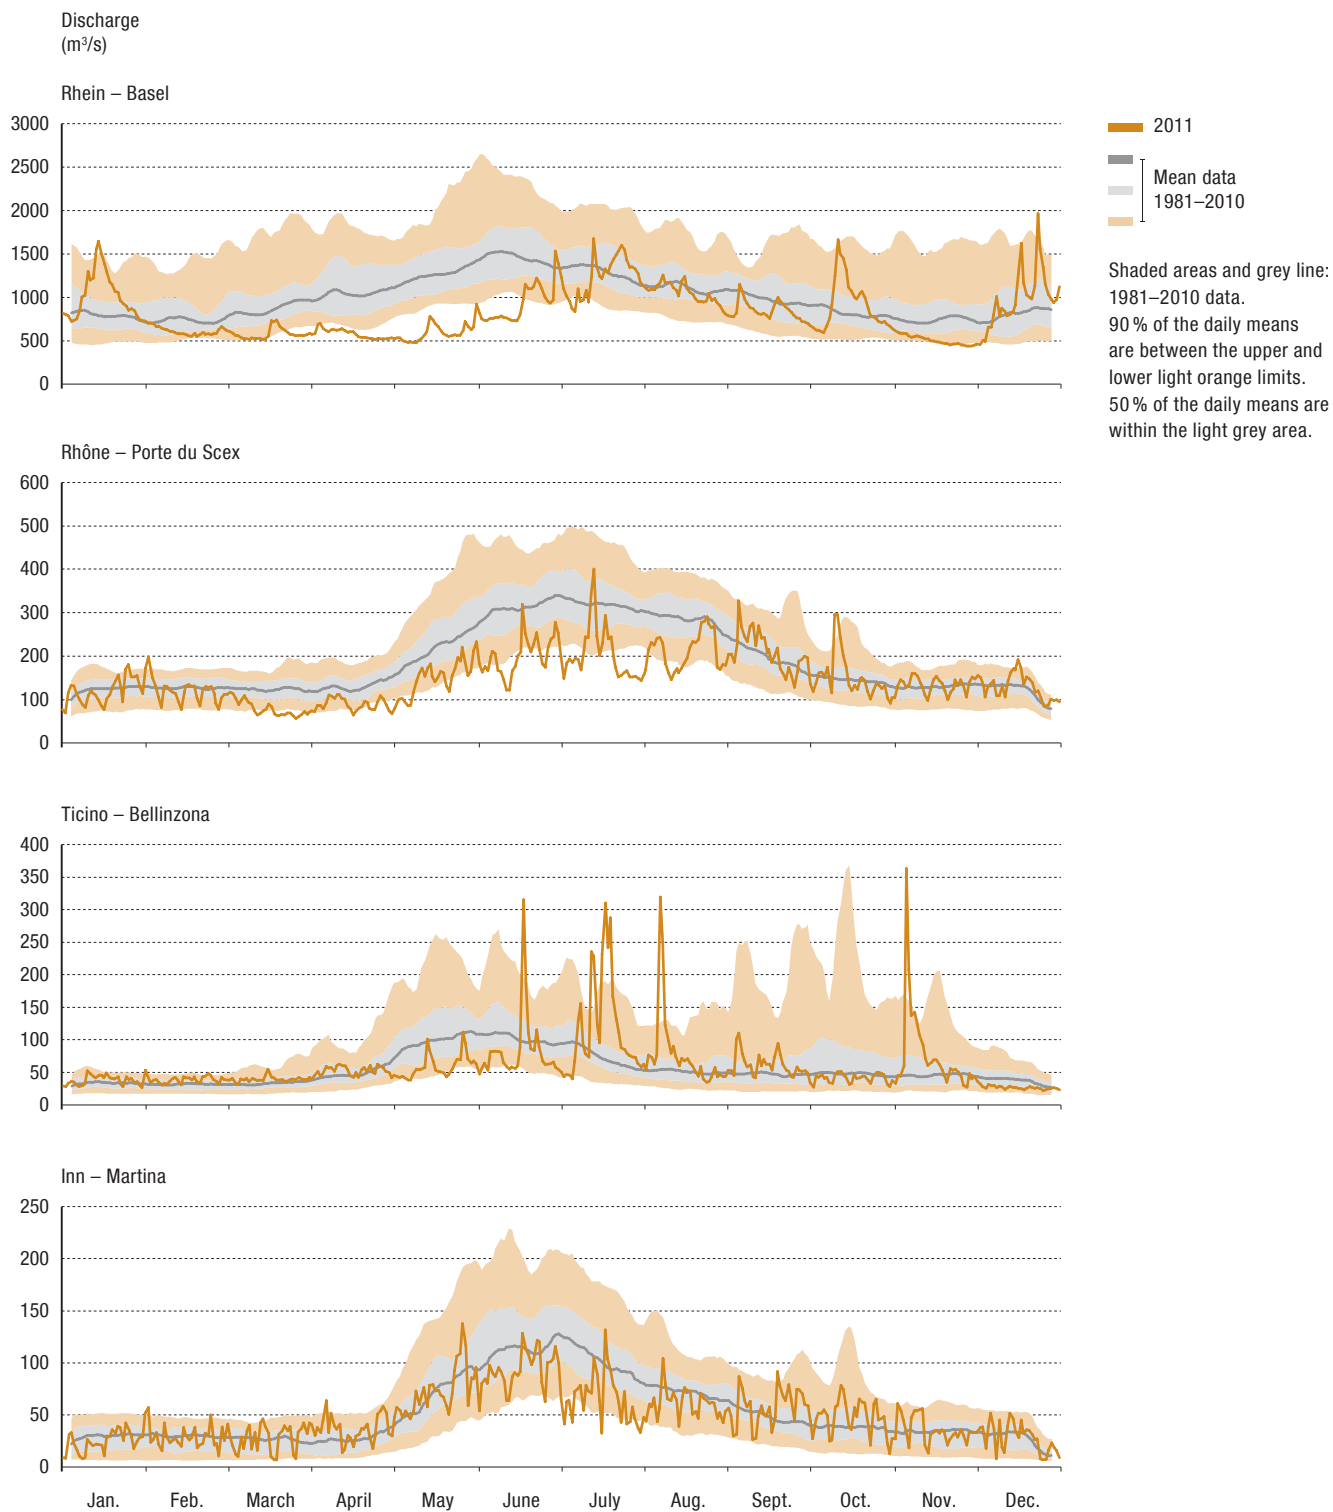 Discharge
(m³/s)
Rhein – Basel
3000
2500
2000
1500
1000
500
0
2011
Mean data
1981–2010
Shaded areas and grey line:
1981–2010 data.
90 % of the daily means
are between the upper and
lower light orange limits.
50 % of the daily means are
within the light grey area.
Rhône – Porte du Scex
600
500
400
300
200
100
0
Ticino – Bellinzona
400
350
300
250
200
150
100
50
0
Inn – Martina
250
200
150
100
50
0
Jan. Feb. March April May June July Aug. Sept. Oct. Nov. Dec.